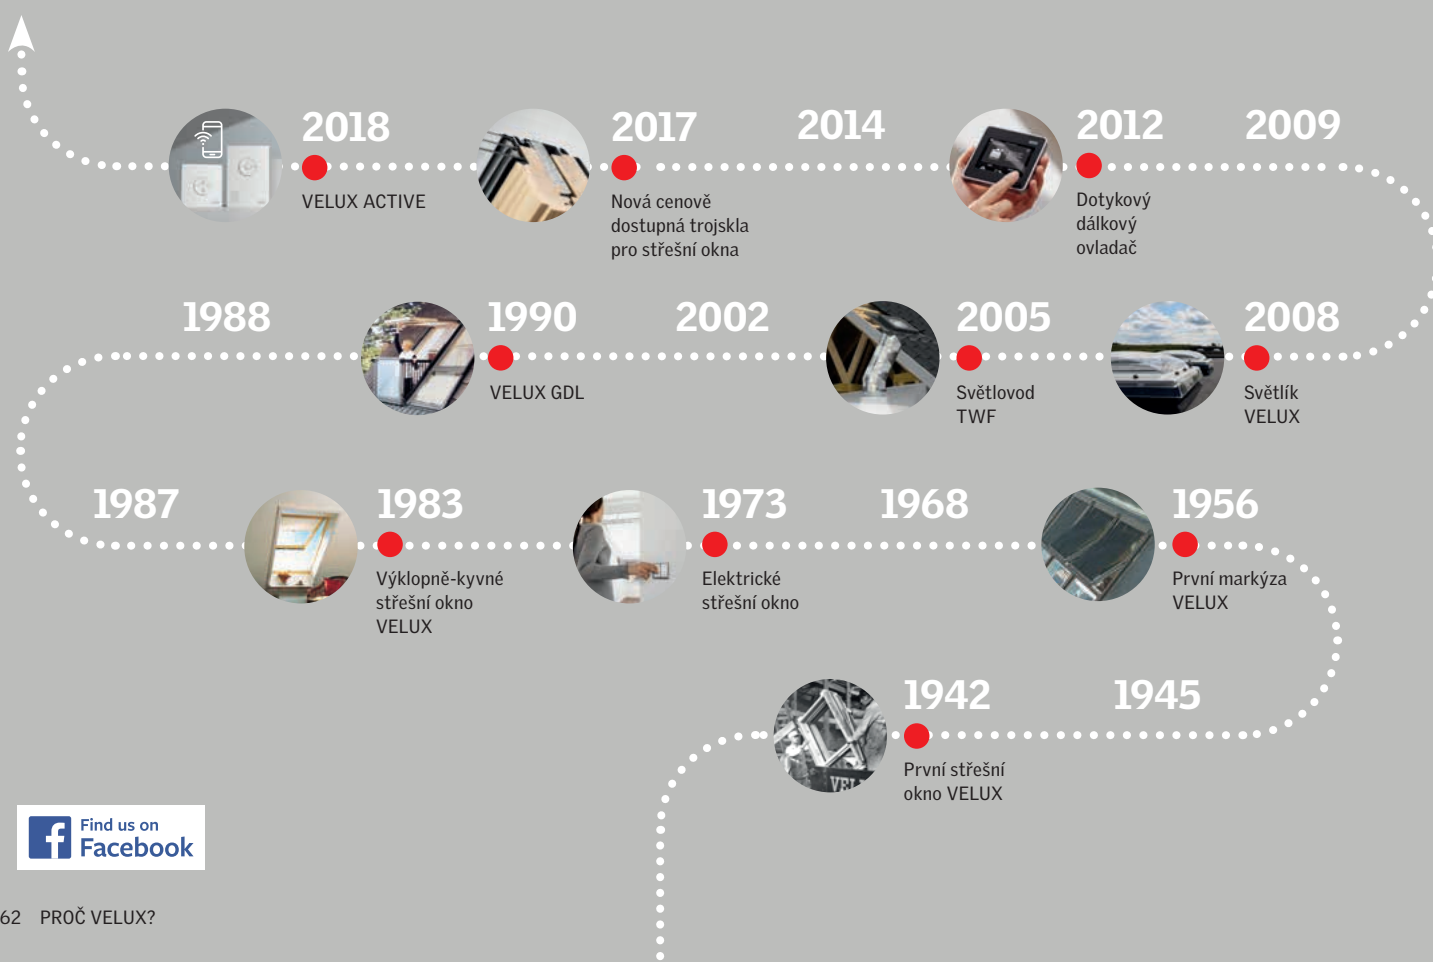 2018
VELUX ACTIVE
2017
Nová cenově
dostupná trojskla
pro střešní okna
2014
2012
Dotykový
dálkový
ovladač
2009
1988
1990
VELUX GDL
2002
2005
Světlovod
TWF
2008
Světlík
VELUX
1987
1983
Výklopně-kyvné
střešní okno
VELUX
1973
Elektrické
střešní okno
1968
1956
První markýza
VELUX
1942
První střešní
okno VELUX
1945
VEL
Find us on
Facebook
62 PROČ VELUX?